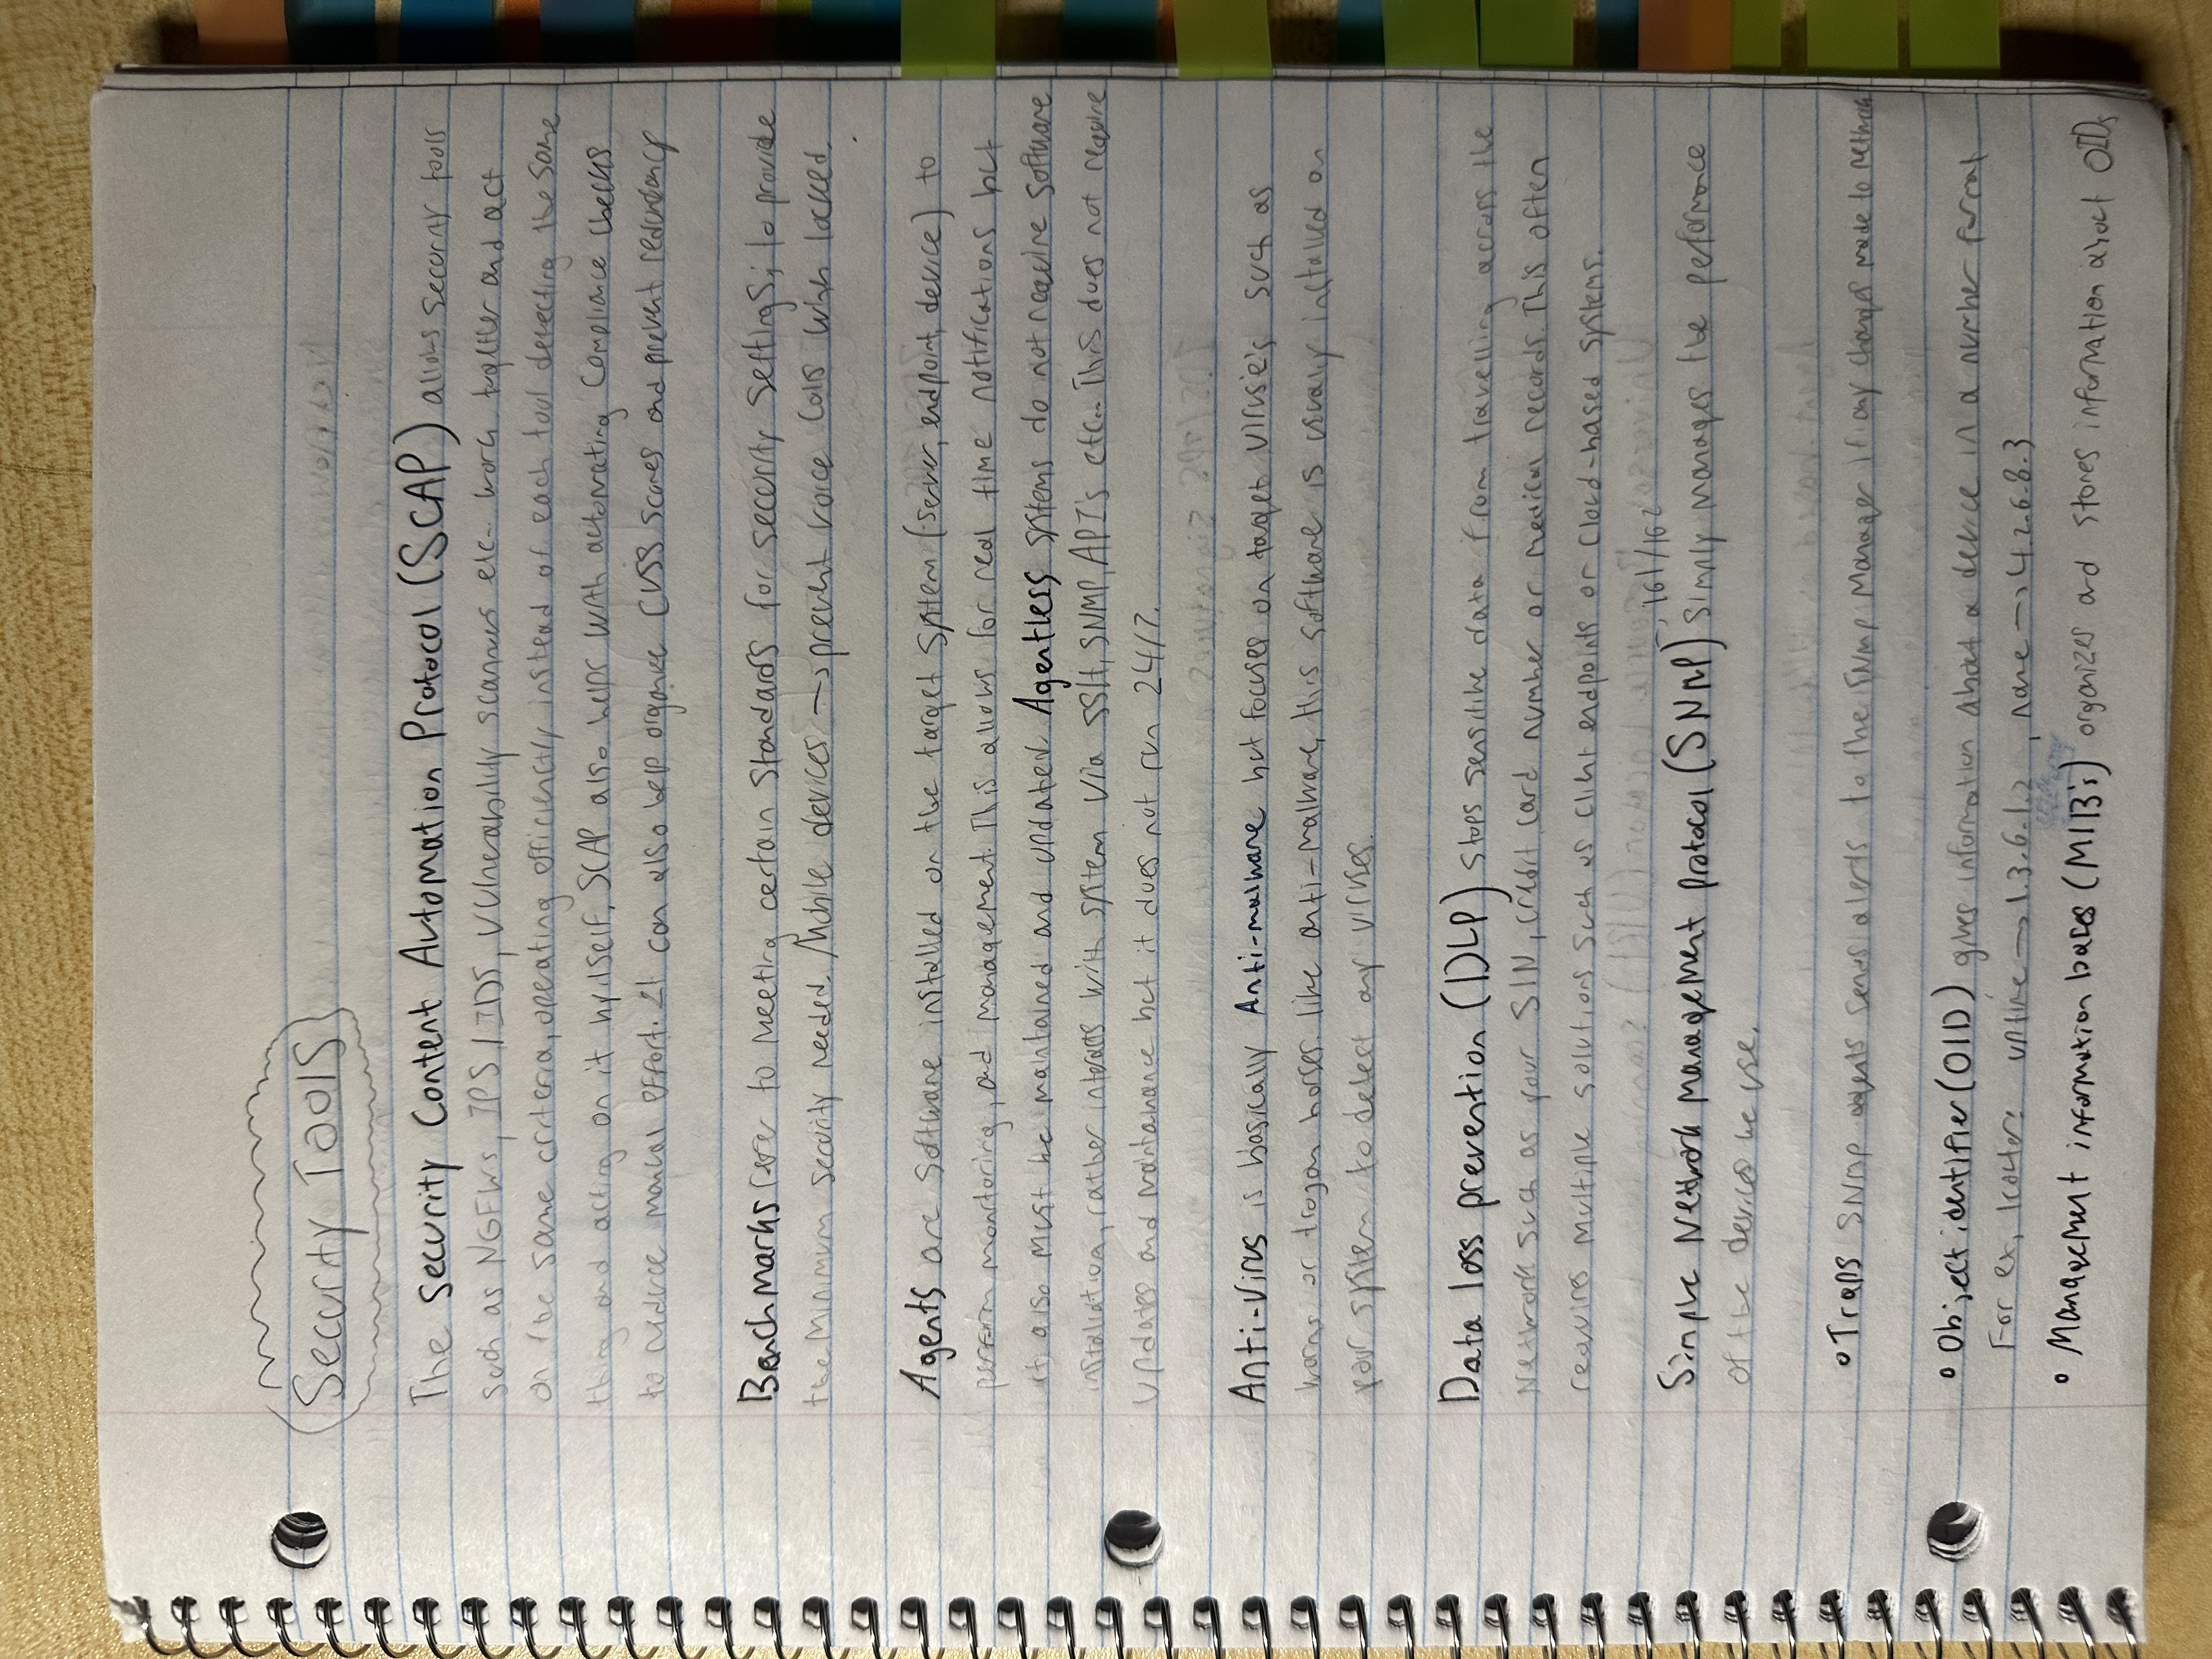 Security Tools
The Security Content Automation Protocol (SCAP) allows security tools
such as NGFWs, IPS/IDS, Vulnerability scanners etc.. work together and act
on the same criteria, operating efficienctly instead of each tool detecting the same
thing and acting on it byitself. SCAP also helps with automating Compliance checks
to reduce manual effort. It can also help organize CVSS scores and prevent redundancy
Benchmarks refer to meeting certain standards for security settings; to provide
the minimum security needed. Mobile devices → prevent voice calls when locked.
Agents are software installed on the target system (server, endpoint, device) to
perform monitoring, and management. This allows for real time notifications but
it also must be maintained and updated. Agentless systems do not require software
installation, rather interacts with system via SSH, SNMP, API's etc... This does not require
updates and maintainance but it does not run 24/7.
Anti-Virus is basically Anti-malware but focuses on target virus'e's such as
worms or trojan horses. like anti-malware, this software is usually installed on
your system to detect any viruses.
Data loss prevention (DLP) stops sensitive data from travelling across the
Network such as your SIN, credit card number or medical records. This often
requires multiple solutions such as client endpoints or cloud-based systems.
, 161/162
Simple Network Management Protocol (SNMP) simply manages the performance
of the devices we use.
• Traps SNMP agents sends alerts to the SNMP Manager if any changes made to network
• Object identifier (OID) gives information about a device in a number format
For ex, router: uptime → 1.3.6.1.2 , name → 4.2.6.8.3
• Management information bases (MIB's) organizes and stores information about OIDs